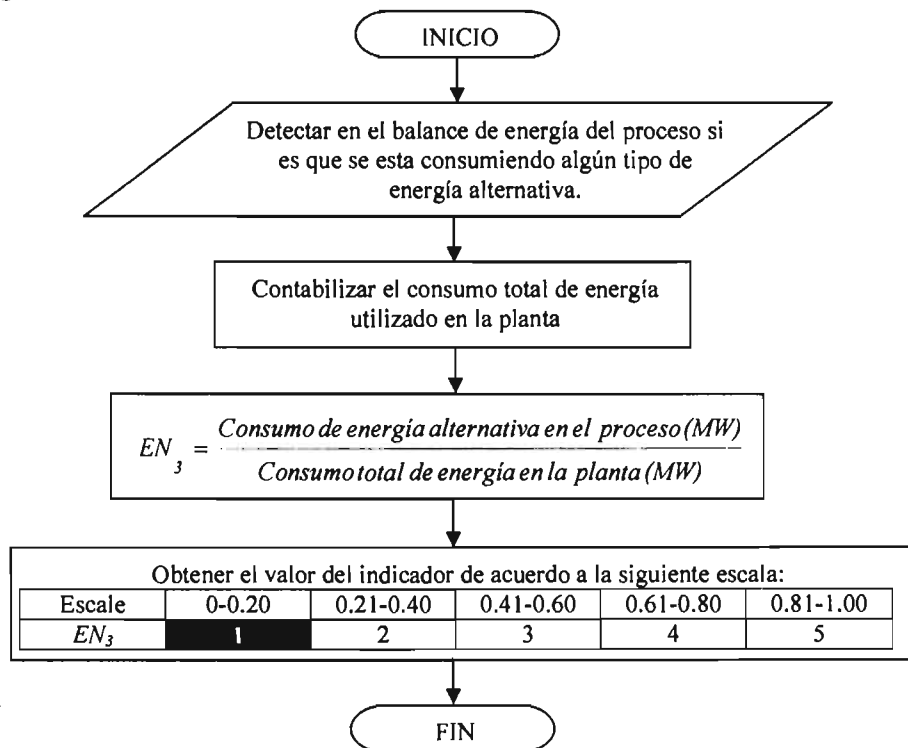 INICIO
Detectar en el balance de energía del proceso si
es que se esta consumiendo algún tipo de
energía alternativa.
Contabilizar el consumo total de energía
utilizado en la planta
EN 3 = Consumo de energía alternativa en el proceso (MW)
Consumo total de energía en la planta (MW)
Obtener el valor del indicador de acuerdo a la siguiente escala:
Escale 0-0.20 0.21-0.40 0.41-0.60 0.61-0.80 0.81-1.00
EN3 1 2 3 4 5
FIN